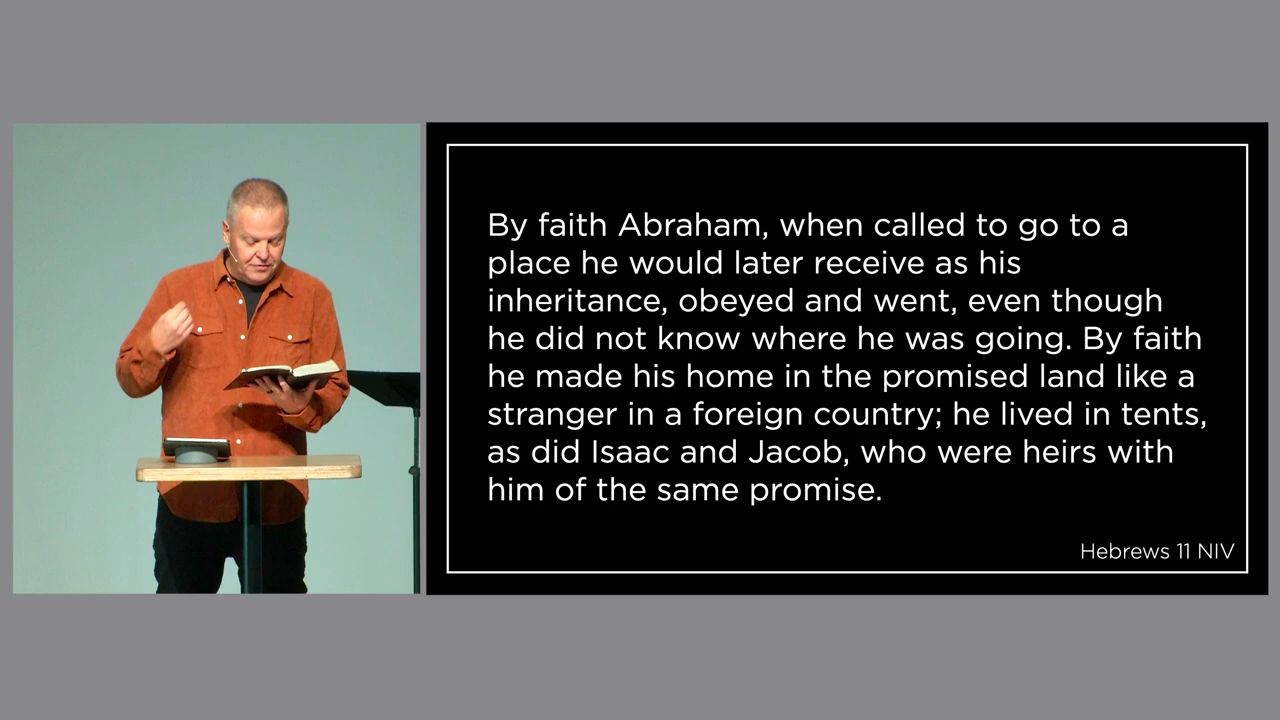 By faith Abraham, when called to go to a
place he would later receive as his
inheritance, obeyed and went, even though
he did not know where he was going. By faith
he made his home in the promised land like a
stranger in a foreign country; he lived in tents,
as did Isaac and Jacob, who were heirs with
him of the same promise.
Hebrews 11 NIV